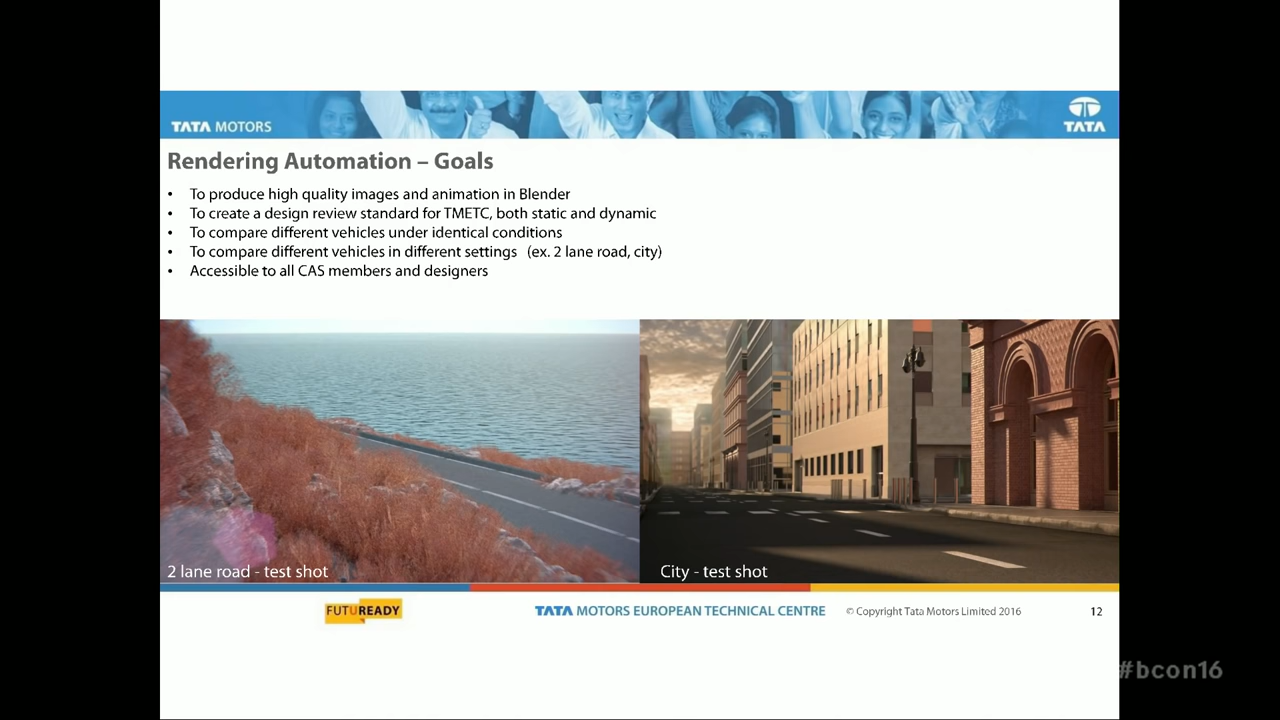 TATA MOTORS
TATA
Rendering Automation – Goals
• To produce high quality images and animation in Blender
• To create a design review standard for TMETC, both static and dynamic
• To compare different vehicles under identical conditions
• To compare different vehicles in different settings (ex. 2 lane road, city)
• Accessible to all CAS members and designers
2 lane road - test shot
City - test shot
FUTUREADY
TATA MOTORS EUROPEAN TECHNICAL CENTRE
© Copyright Tata Motors Limited 2016
12
#bcon16